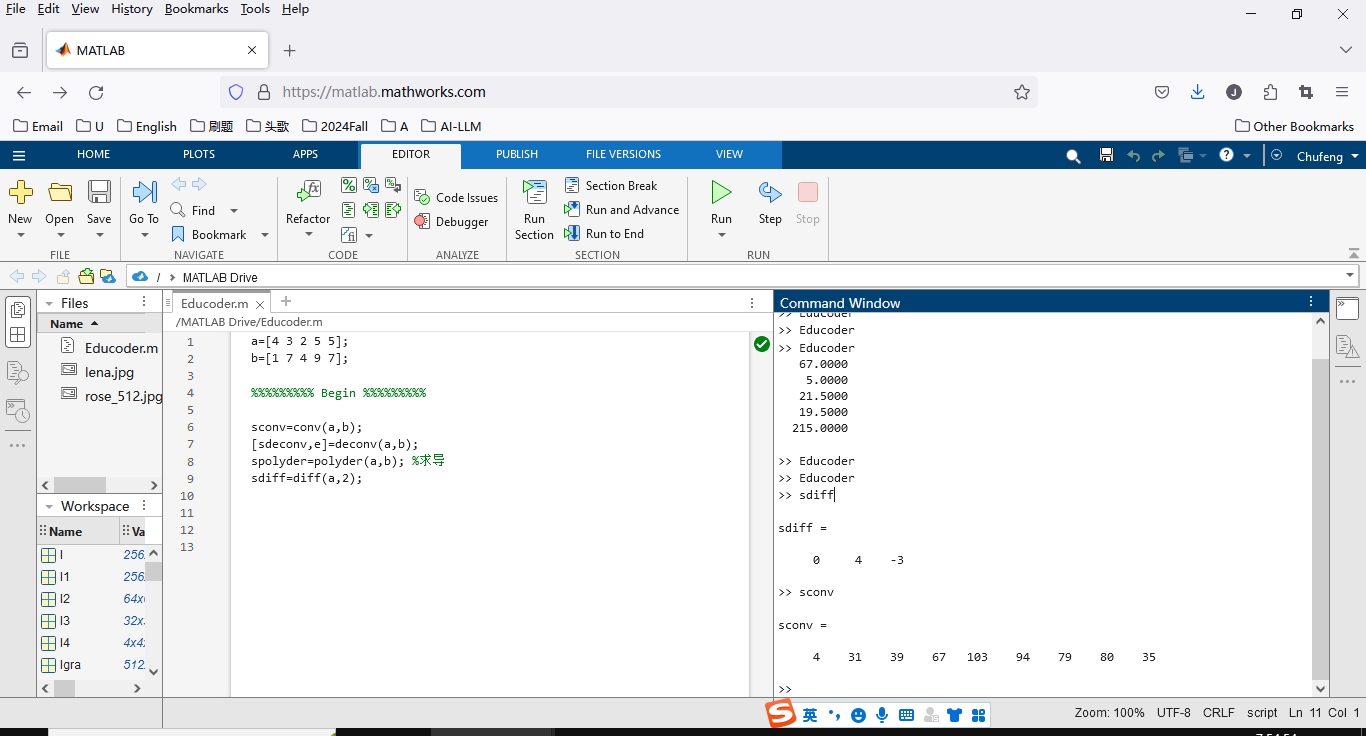 File Edit View History Bookmarks Tools Help
MATLAB
https://matlab.mathworks.com
J
Email U English 刷题 头歌 2024Fall A AI-LLM Other Bookmarks
HOME PLOTS APPS EDITOR PUBLISH FILE VERSIONS VIEW Chufeng
New Open Save Go To Find Bookmark Refactor Code Issues Debugger Run Section Section Break Run and Advance Run to End Run Step Stop
FILE NAVIGATE CODE ANALYZE SECTION RUN
/ MATLAB Drive
Files
Name
Educoder.m
lena.jpg
rose_512.jpg
Workspace
Name Va
I 256
I1 256
I2 64x
I3 32x
I4 4x4
Igra 512
Educoder.m
/MATLAB Drive/Educoder.m
1 a=[4 3 2 5 5];
2 b=[1 7 4 9 7];
3
4 %%%%%%%%% Begin %%%%%%%%%
5
6 sconv=conv(a,b);
7 [sdeconv,e]=deconv(a,b);
8 spolyder=polyder(a,b); %求导
9 sdiff=diff(a,2);
10
11
12
13
Command Window
>> Educoder
>> Educoder
>> Educoder
67.0000
5.0000
21.5000
19.5000
215.0000
>> Educoder
>> Educoder
>> sdiff
sdiff =
0 4 -3
>> sconv
sconv =
4 31 39 67 103 94 79 80 35
>>
英
Zoom: 100% UTF-8 CRLF script Ln 11 Col 1